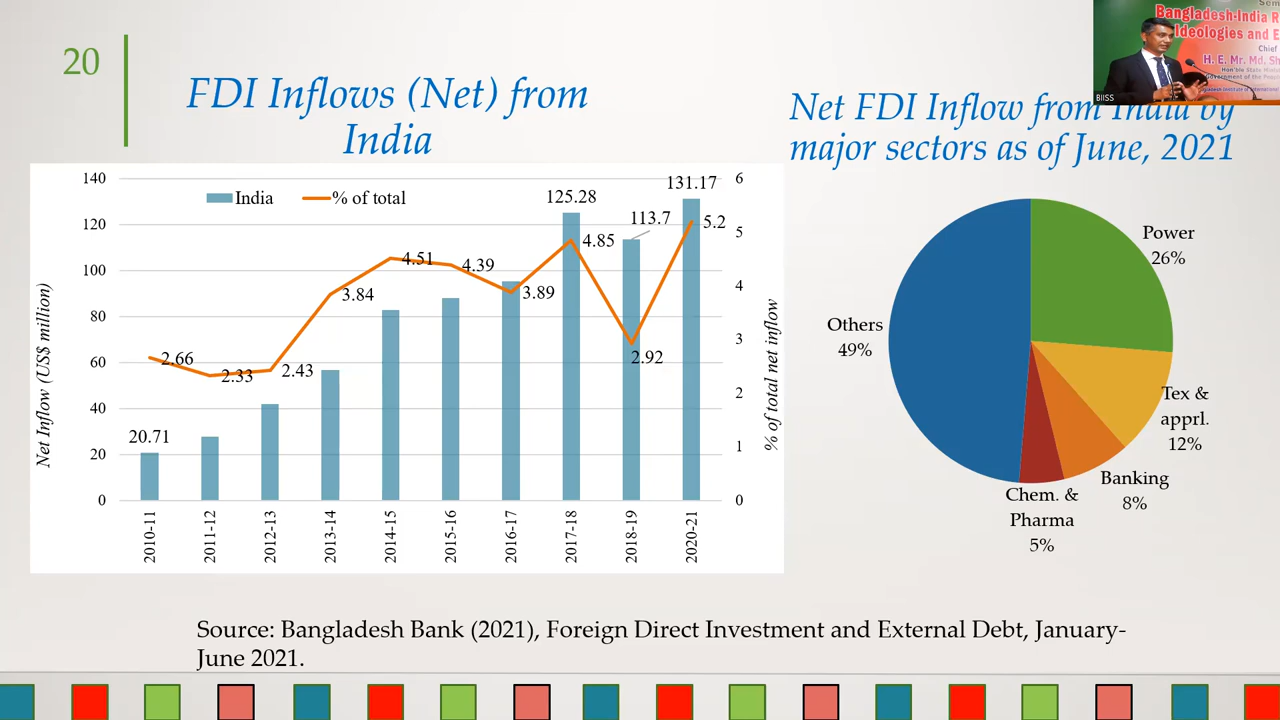 20
FDI Inflows (Net) from
India
Net FDI Inflow from India by
major sectors as of June, 2021
Sem
Bangladesh-India R
Ideologies and E
Chief
H. E. Mr. Md. Sh
BIISS
India
% of total
Net Inflow (US$ million)
140
120
100
80
60
40
20
0
20.71
125.28
113.7
131.17
2.66
2.33
2.43
3.84
4.51
4.39
3.89
4.85
2.92
5.2
6
5
4
3
2
1
0
% of total net inflow
2010-11
2011-12
2012-13
2013-14
2014-15
2015-16
2016-17
2017-18
2018-19
2020-21
Power
26%
Tex &
apprl.
12%
Banking
8%
Chem. &
Pharma
5%
Others
49%
Source: Bangladesh Bank (2021), Foreign Direct Investment and External Debt, January-
June 2021.